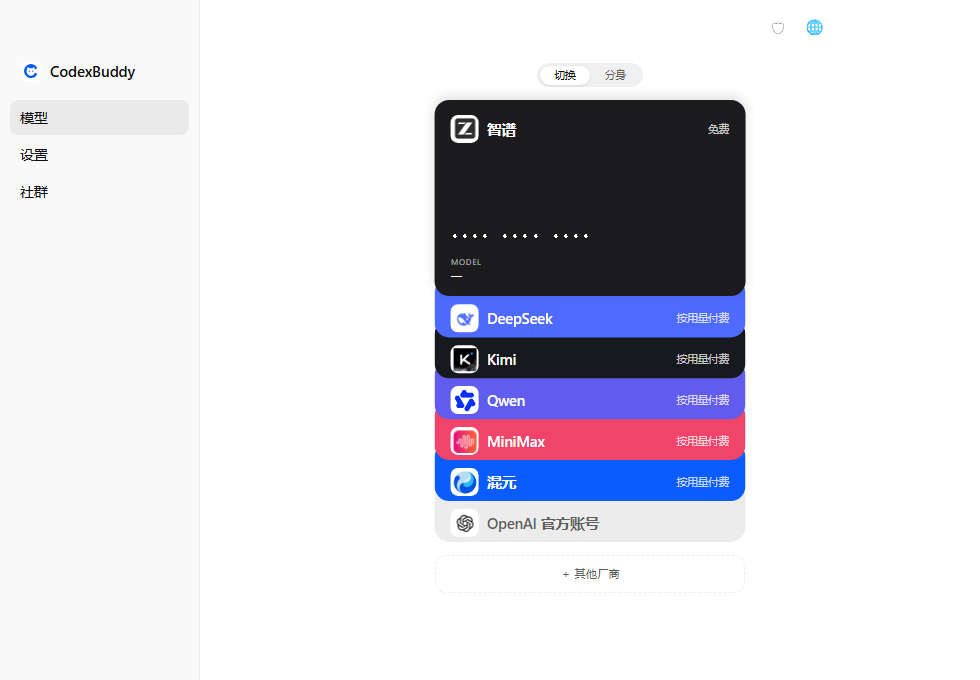 CodexBuddy
模型
设置
社群
切换
分身
智谱
免费
•••• •••• ••••
MODEL
—
DeepSeek
按用量付费
Kimi
按用量付费
Qwen
按用量付费
MiniMax
按用量付费
混元
按用量付费
OpenAI 官方账号
+ 其他厂商